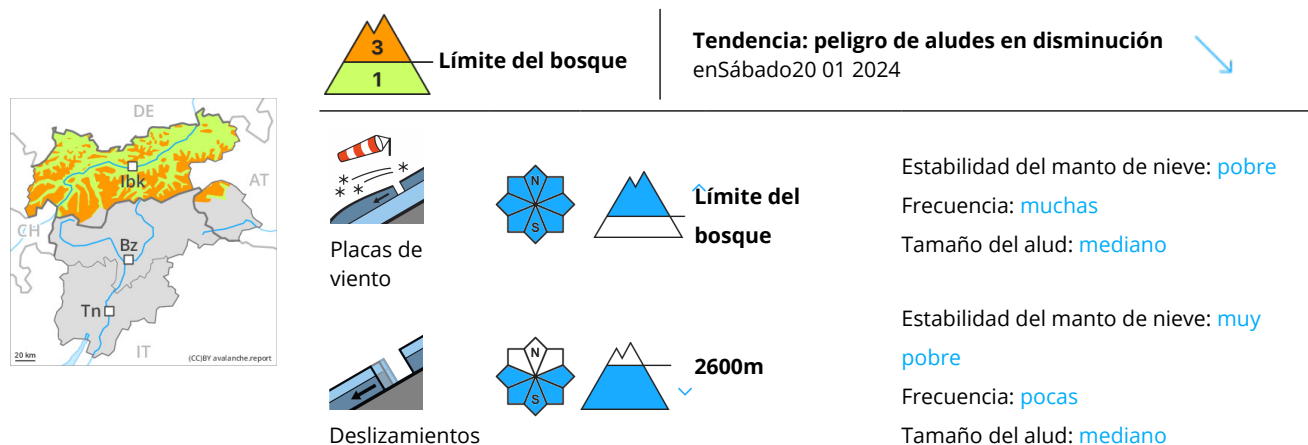 3
1
Límite del bosque
Tendencia: peligro de aludes en disminución
enSábado20 01 2024
DE
Ibk
AT
CH
Bz
Tn
IT
20 km
(CC)BY avalanche.report
Placas de
viento
N
S
Límite del
bosque
Estabilidad del manto de nieve: pobre
Frecuencia: muchas
Tamaño del alud: mediano
Deslizamientos
N
S
2600m
Estabilidad del manto de nieve: muy
pobre
Frecuencia: pocas
Tamaño del alud: mediano